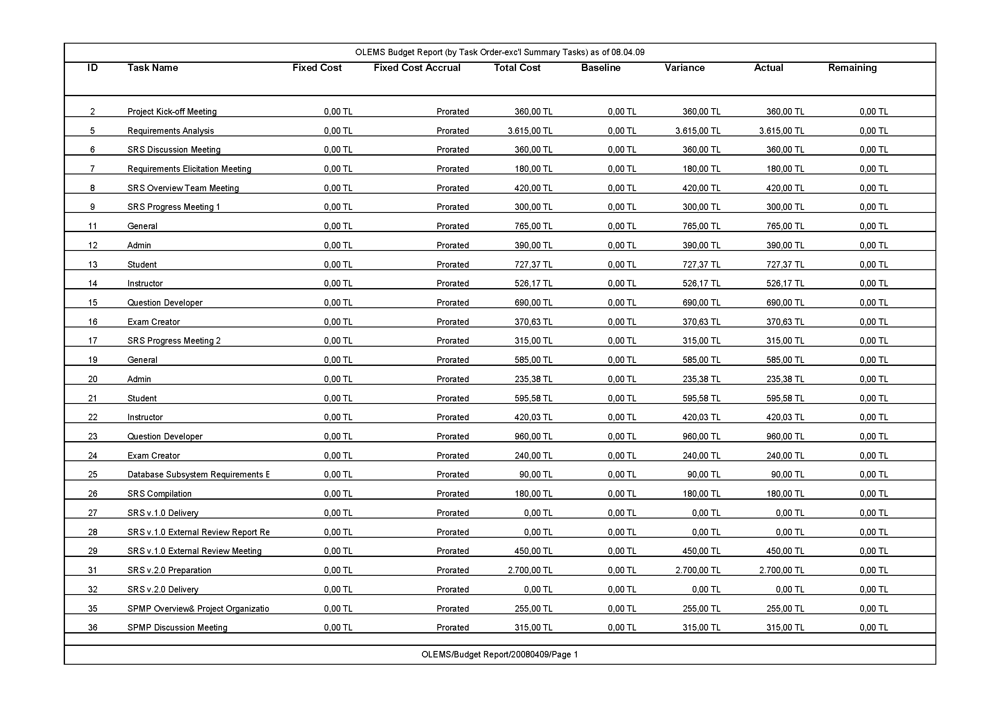 OLEMS Budget Report (by Task Order-exc'l Summary Tasks) as of 08.04.09
ID Task Name Fixed Cost Fixed Cost Accrual Total Cost Baseline Variance Actual Remaining
2 Project Kick-off Meeting 0,00 TL Prorated 360,00 TL 0,00 TL 360,00 TL 360,00 TL 0,00 TL
5 Requirements Analysis 0,00 TL Prorated 3.615,00 TL 0,00 TL 3.615,00 TL 3.615,00 TL 0,00 TL
6 SRS Discussion Meeting 0,00 TL Prorated 360,00 TL 0,00 TL 360,00 TL 360,00 TL 0,00 TL
7 Requirements Elicitation Meeting 0,00 TL Prorated 180,00 TL 0,00 TL 180,00 TL 180,00 TL 0,00 TL
8 SRS Overview Team Meeting 0,00 TL Prorated 420,00 TL 0,00 TL 420,00 TL 420,00 TL 0,00 TL
9 SRS Progress Meeting 1 0,00 TL Prorated 300,00 TL 0,00 TL 300,00 TL 300,00 TL 0,00 TL
11 General 0,00 TL Prorated 765,00 TL 0,00 TL 765,00 TL 765,00 TL 0,00 TL
12 Admin 0,00 TL Prorated 390,00 TL 0,00 TL 390,00 TL 390,00 TL 0,00 TL
13 Student 0,00 TL Prorated 727,37 TL 0,00 TL 727,37 TL 727,37 TL 0,00 TL
14 Instructor 0,00 TL Prorated 526,17 TL 0,00 TL 526,17 TL 526,17 TL 0,00 TL
15 Question Developer 0,00 TL Prorated 690,00 TL 0,00 TL 690,00 TL 690,00 TL 0,00 TL
16 Exam Creator 0,00 TL Prorated 370,63 TL 0,00 TL 370,63 TL 370,63 TL 0,00 TL
17 SRS Progress Meeting 2 0,00 TL Prorated 315,00 TL 0,00 TL 315,00 TL 315,00 TL 0,00 TL
19 General 0,00 TL Prorated 585,00 TL 0,00 TL 585,00 TL 585,00 TL 0,00 TL
20 Admin 0,00 TL Prorated 235,38 TL 0,00 TL 235,38 TL 235,38 TL 0,00 TL
21 Student 0,00 TL Prorated 595,58 TL 0,00 TL 595,58 TL 595,58 TL 0,00 TL
22 Instructor 0,00 TL Prorated 420,03 TL 0,00 TL 420,03 TL 420,03 TL 0,00 TL
23 Question Developer 0,00 TL Prorated 960,00 TL 0,00 TL 960,00 TL 960,00 TL 0,00 TL
24 Exam Creator 0,00 TL Prorated 240,00 TL 0,00 TL 240,00 TL 240,00 TL 0,00 TL
25 Database Subsystem Requirements E 0,00 TL Prorated 90,00 TL 0,00 TL 90,00 TL 90,00 TL 0,00 TL
26 SRS Compilation 0,00 TL Prorated 180,00 TL 0,00 TL 180,00 TL 180,00 TL 0,00 TL
27 SRS v.1.0 Delivery 0,00 TL Prorated 0,00 TL 0,00 TL 0,00 TL 0,00 TL 0,00 TL
28 SRS v.1.0 External Review Report Re 0,00 TL Prorated 0,00 TL 0,00 TL 0,00 TL 0,00 TL 0,00 TL
29 SRS v.1.0 External Review Meeting 0,00 TL Prorated 450,00 TL 0,00 TL 450,00 TL 450,00 TL 0,00 TL
31 SRS v.2.0 Preparation 0,00 TL Prorated 2.700,00 TL 0,00 TL 2.700,00 TL 2.700,00 TL 0,00 TL
32 SRS v.2.0 Delivery 0,00 TL Prorated 0,00 TL 0,00 TL 0,00 TL 0,00 TL 0,00 TL
35 SPMP Overview& Project Organizatio 0,00 TL Prorated 255,00 TL 0,00 TL 255,00 TL 255,00 TL 0,00 TL
36 SPMP Discussion Meeting 0,00 TL Prorated 315,00 TL 0,00 TL 315,00 TL 315,00 TL 0,00 TL
OLEMS/Budget Report/20080409/Page 1